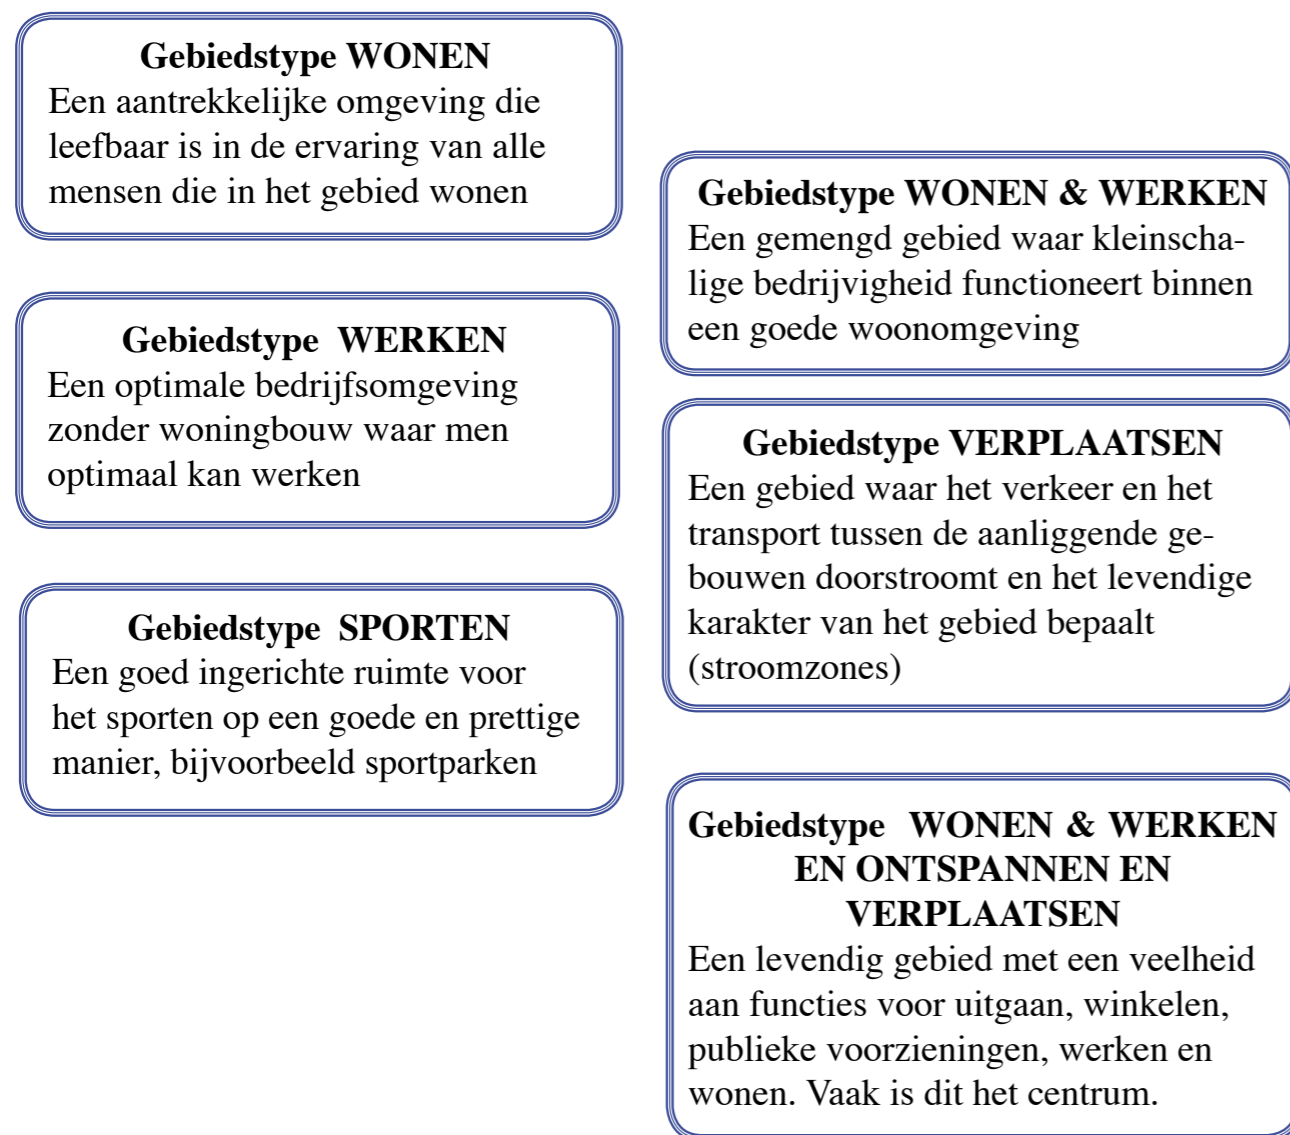 Gebiedstype WONEN
Een aantrekkelijke omgeving die
leefbaar is in de ervaring van alle
mensen die in het gebied wonen
Gebiedstype WERKEN
Een optimale bedrijfsomgeving
zonder woningbouw waar men
optimaal kan werken
Gebiedstype SPORTEN
Een goed ingerichte ruimte voor
het sporten op een goede en prettige
manier, bijvoorbeeld sportparken
Gebiedstype WONEN & WERKEN
Een gemengd gebied waar kleinscha-
lige bedrijvigheid functioneert binnen
een goede woonomgeving
Gebiedstype VERPLAATSEN
Een gebied waar het verkeer en het
transport tussen de aanliggende ge-
bouwen doorstroomt en het levendige
karakter van het gebied bepaalt
(stroomzones)
Gebiedstype WONEN & WERKEN
EN ONTSPANNEN EN
VERPLAATSEN
Een levendig gebied met een veelheid
aan functies voor uitgaan, winkelen,
publieke voorzieningen, werken en
wonen. Vaak is dit het centrum.